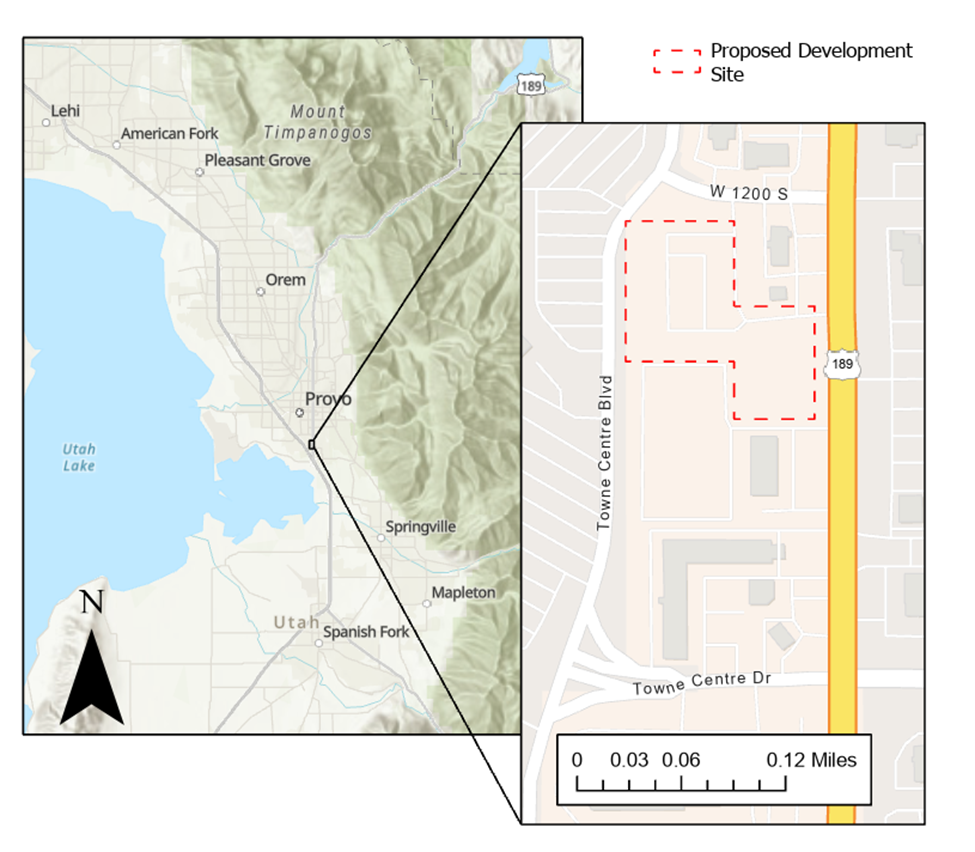 Proposed Development
Site
189
Mount
Timpanogos
Lehi
American Fork
Pleasant Grove
Orem
Provo
Utah
Lake
Springville
Mapleton
Utah
Spanish Fork
N
W 1200 S
189
Towne Centre Blvd
Towne Centre Dr
0 0.03 0.06 0.12 Miles